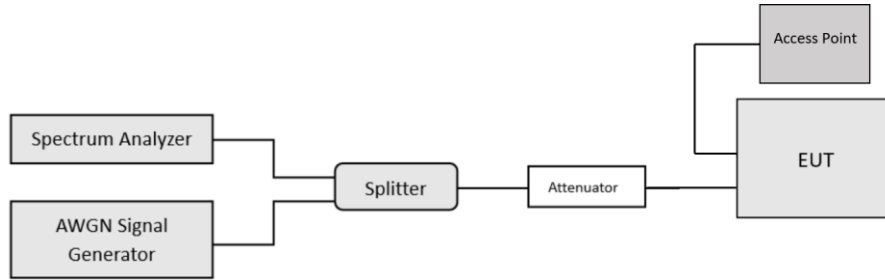 Access Point
Spectrum Analyzer
EUT
Splitter
Attenuator
AWGN Signal
Generator